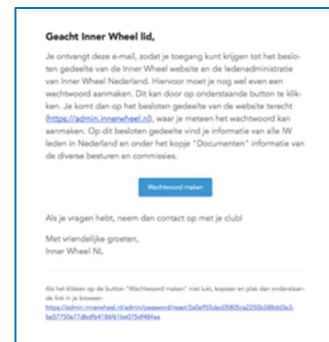 Geacht Inner Wheel lid,
Je ontvangt deze e-mail, zodat je toegang kunt krijgen tot het beslo-
ten gedeelte van de Inner Wheel website en de ledenadministratie
van Inner Wheel Nederland. Hiervoor moet je nog wel even een
wachtwoord aanmaken. Dit kan door op onderstaande button te klik-
ken. Je komt dan op het besloten gedeelte van de website terecht
(https://admin.innerwheel.nl), waar je meteen het wachtwoord kan
aanmaken. Op dit besloten gedeelte vind je informatie van alle IW
leden in Nederland en onder het kopje "Documenten" informatie van
de diverse besturen en commissies.
Wachtwoord maken
Als je vragen hebt, neem dan contact op met je club!
Met vriendelijke groeten,
Inner Wheel NL
Als het klikken op de button "Wachtwoord maken" niet lukt, kopieer en plak dan onderstaan-
de link in je browser: